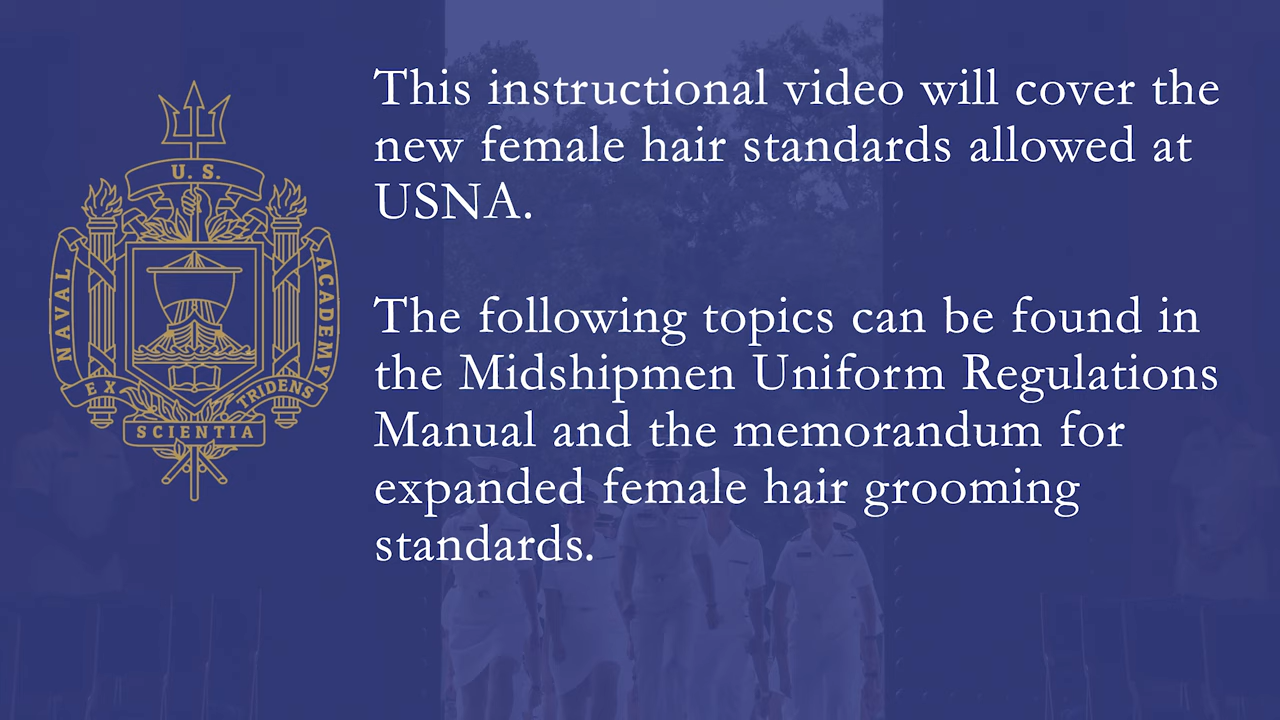 U. S.
NAVAL
ACADEMY
EX
TRIDENS
SCIENTIA
This instructional video will cover the
new female hair standards allowed at
USNA.
The following topics can be found in
the Midshipmen Uniform Regulations
Manual and the memorandum for
expanded female hair grooming
standards.